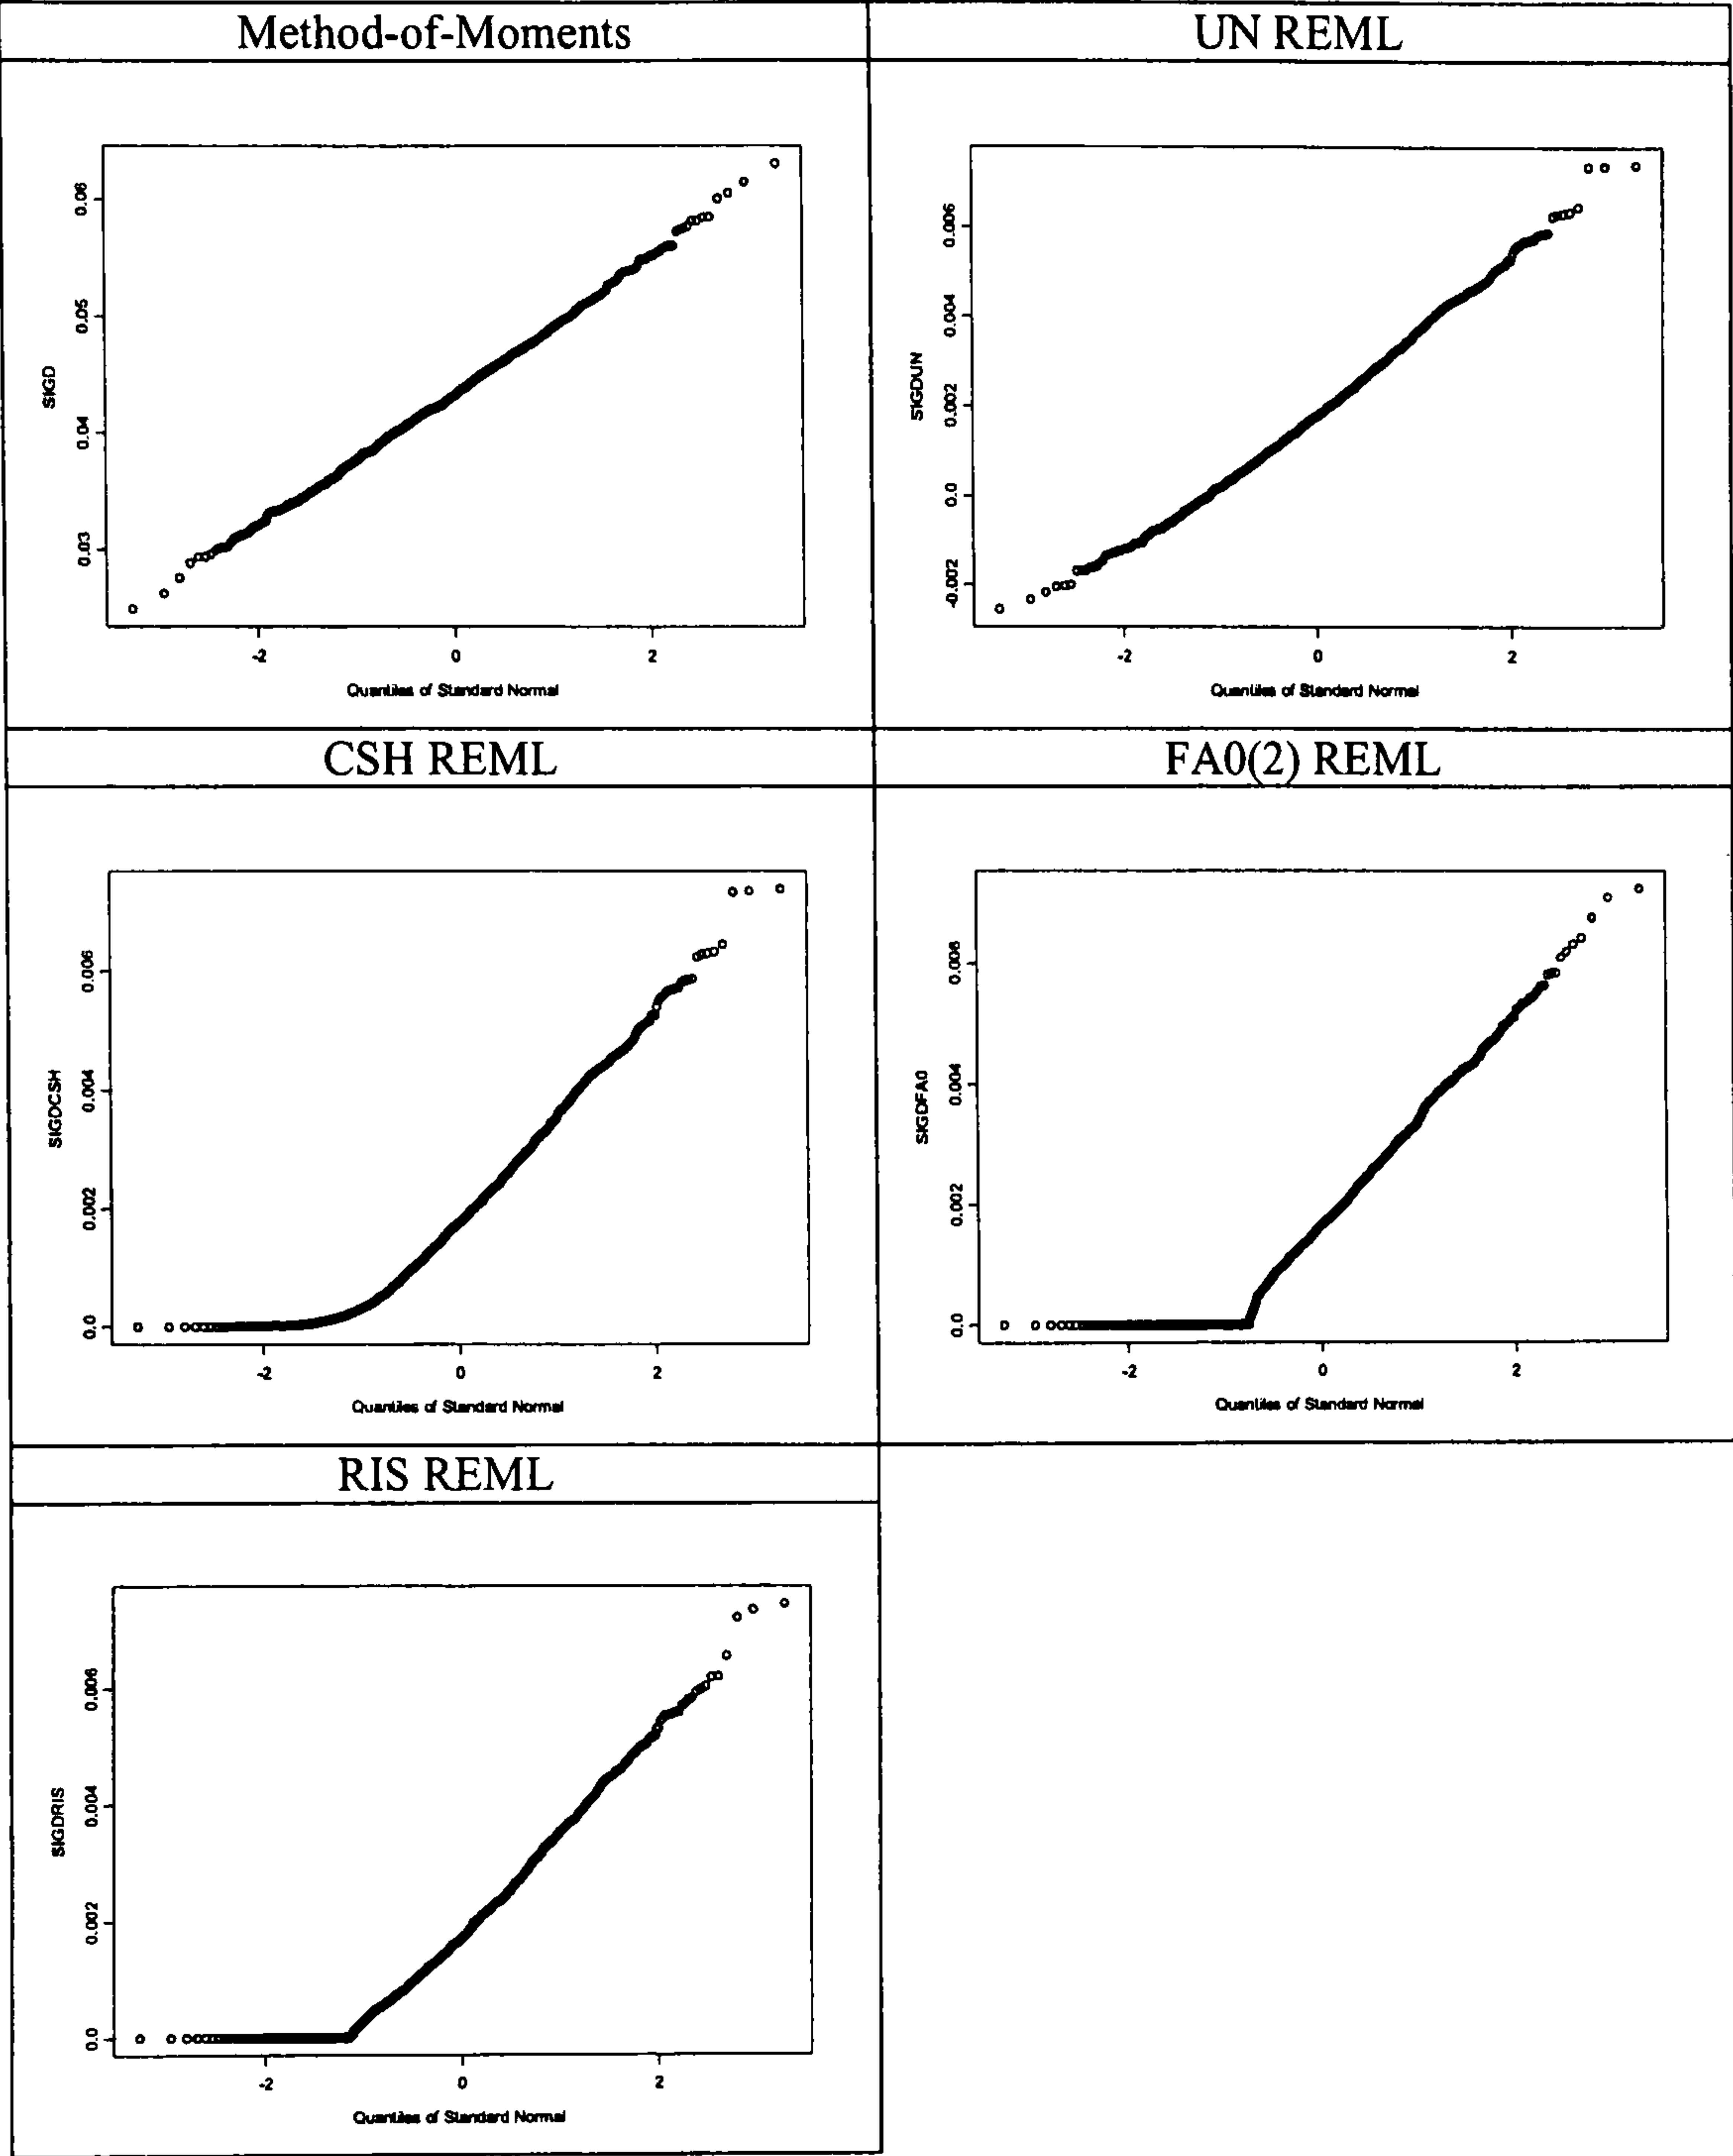 Method-of-Moments
UN REML
SIGD
0.06
0.05
0.04
0.03
-2
0
2
Quantiles of Standard Normal
SIGDUN
0.006
0.004
0.002
0.0
-0.002
-2
0
2
Quantiles of Standard Normal
CSH REML
FA0(2) REML
SIGDCSH
0.006
0.004
0.002
0.0
-2
0
2
Quantiles of Standard Normal
SIGDFA0
0.006
0.004
0.002
0.0
-2
0
2
Quantiles of Standard Normal
RIS REML
SIGDRIS
0.006
0.004
0.002
0.0
-2
0
2
Quantiles of Standard Normal